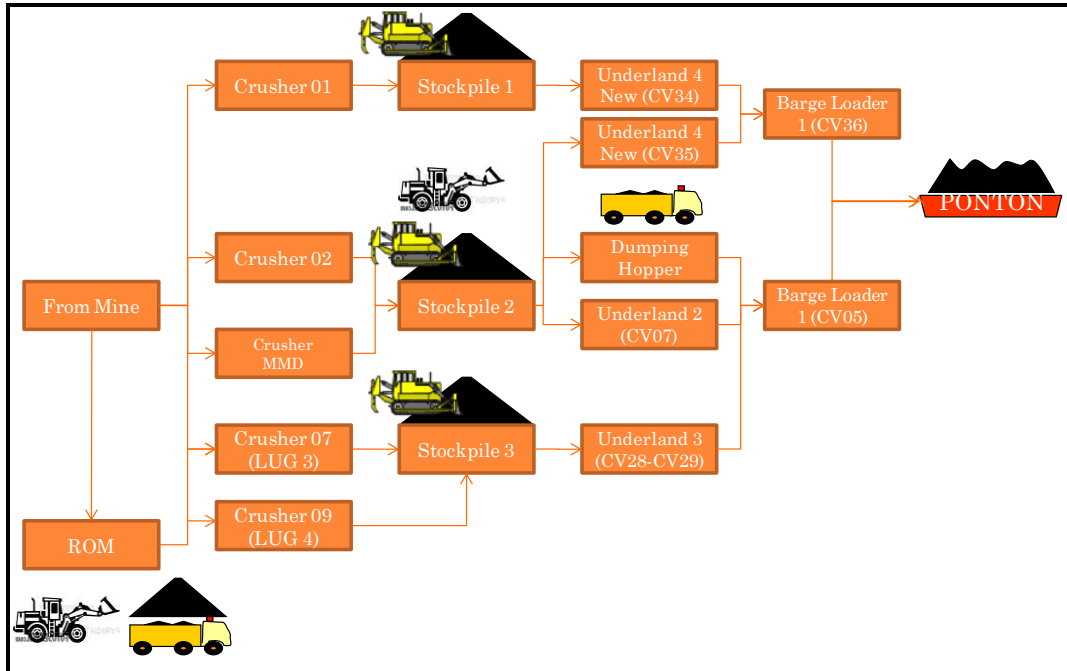 Crusher 01
Stockpile 1
Underland 4
New (CV34)
Barge Loader
1 (CV36)
Underland 4
New (CV35)
PONTON
Crusher 02
Dumping
Hopper
From Mine
Stockpile 2
Barge Loader
1 (CV05)
Crusher
MMD
Underland 2
(CV07)
Crusher 07
(LUG 3)
Stockpile 3
Underland 3
(CV28-CV29)
Crusher 09
(LUG 4)
ROM